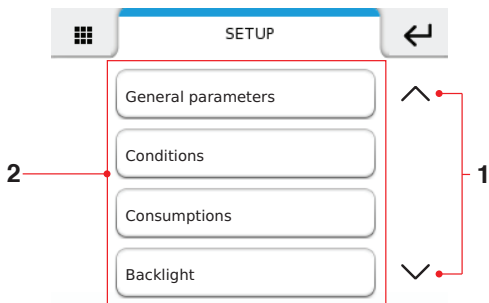 SETUP
General parameters
Conditions
2
1
Consumptions
Backlight